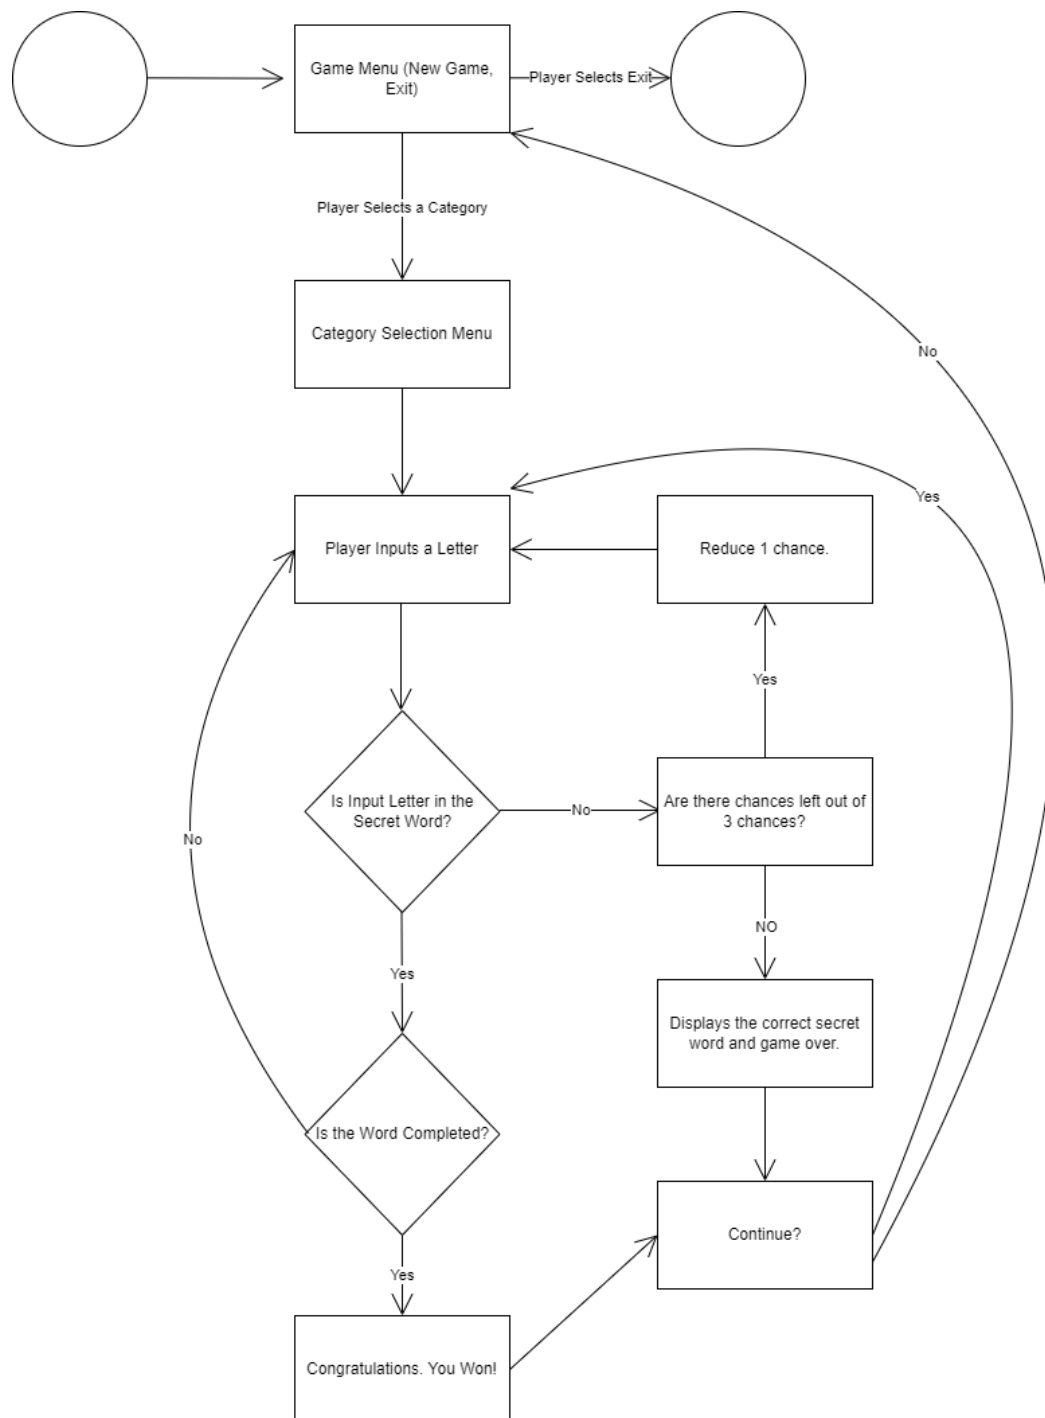 Game Menu (New Game,
Exit)
Player Selects Exit
Player Selects a Category
Category Selection Menu
No
Yes
Player Inputs a Letter
Reduce 1 chance.
Yes
Is Input Letter in the
Secret Word?
No
Are there chances left out of
3 chances?
No
NO
Yes
Displays the correct secret
word and game over.
Is the Word Completed?
Continue?
Yes
Congratulations. You Won!